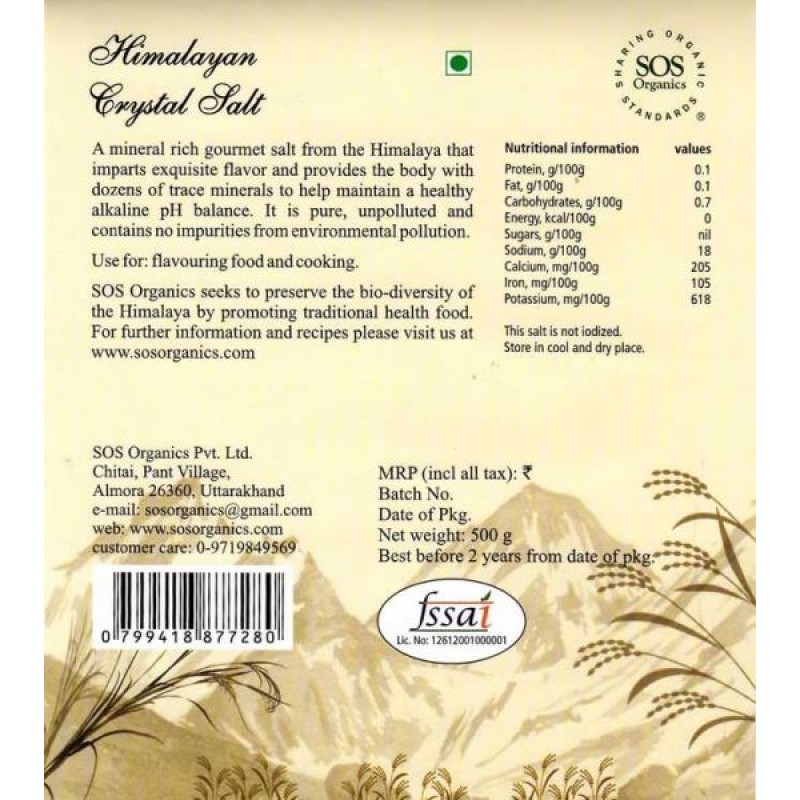 Himalayan
Crystal Salt
SHARING ORGANIC STANDARDS
SOS
Organics
®
A mineral rich gourmet salt from the Himalaya that
imparts exquisite flavor and provides the body with
dozens of trace minerals to help maintain a healthy
alkaline pH balance. It is pure, unpolluted and
contains no impurities from environmental pollution.
Use for: flavouring food and cooking.
SOS Organics seeks to preserve the bio-diversity of
the Himalaya by promoting traditional health food.
For further information and recipes please visit us at
www.sosorganics.com
Nutritional information values
Protein, g/100g 0.1
Fat, g/100g 0.1
Carbohydrates, g/100g 0.7
Energy, kcal/100g 0
Sugars, g/100g nil
Sodium, g/100g 18
Calcium, mg/100g 205
Iron, mg/100g 105
Potassium, mg/100g 618
This salt is not iodized.
Store in cool and dry place.
SOS Organics Pvt. Ltd.
Chitai, Pant Village,
Almora 26360, Uttarakhand
e-mail: sosorganics@gmail.com
web: www.sosorganics.com
customer care: 0-9719849569
0 799418 877280
MRP (incl all tax): ₹
Batch No.
Date of Pkg.
Net weight: 500 g
Best before 2 years from date of pkg.
fssai
Lic. No: 12612001000001